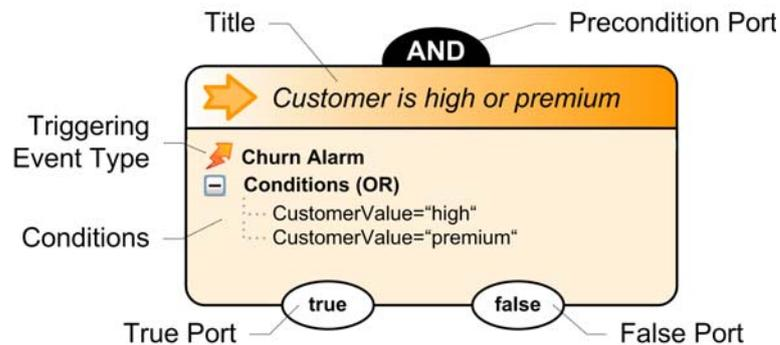 Title
Precondition Port
AND
Customer is high or premium
Triggering
Event Type
Churn Alarm
Conditions (OR)
CustomerValue=“high“
CustomerValue=“premium“
Conditions
true
false
True Port
False Port